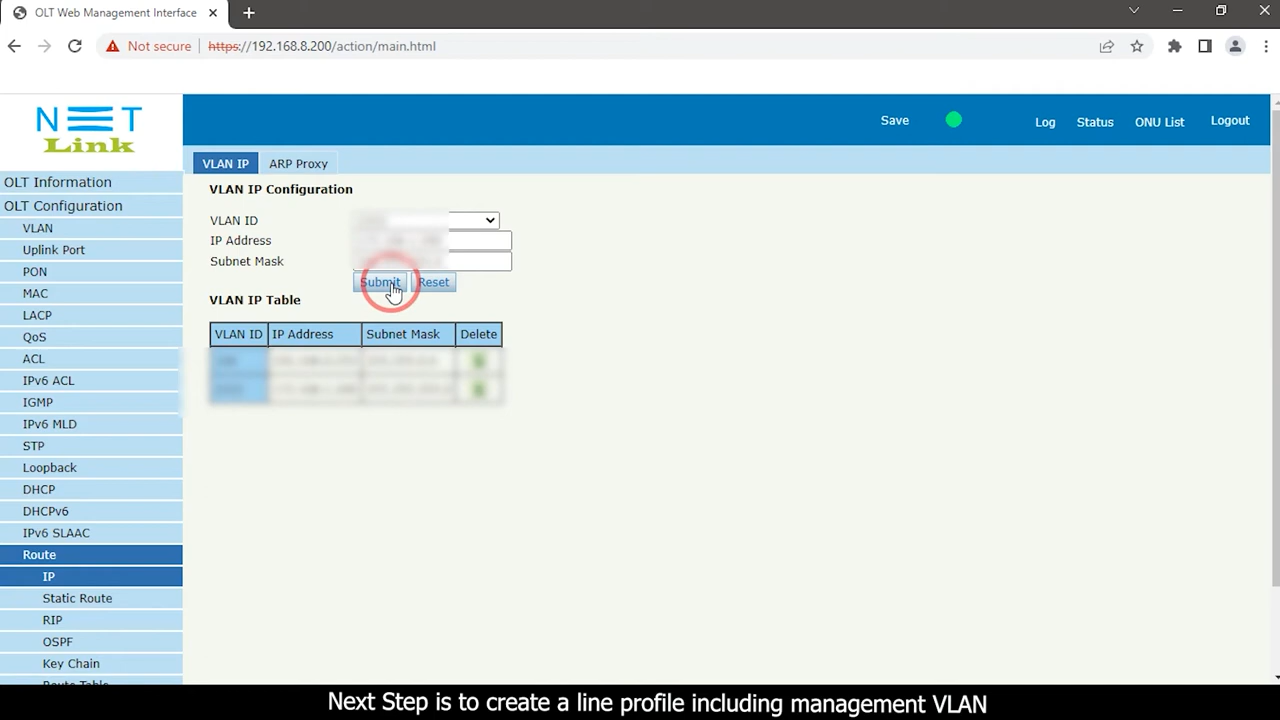 OLT Web Management Interface
Not secure
https://192.168.8.200/action/main.html
NET
Link
Save
Log
Status
ONU List
Logout
VLAN IP
ARP Proxy
OLT Information
OLT Configuration
VLAN
Uplink Port
PON
MAC
LACP
QoS
ACL
IPv6 ACL
IGMP
IPv6 MLD
STP
Loopback
DHCP
DHCPv6
IPv6 SLAAC
Route
IP
Static Route
RIP
OSPF
Key Chain
Route Table
VLAN IP Configuration
VLAN ID
IP Address
Subnet Mask
Submit
Reset
VLAN IP Table
VLAN ID
IP Address
Subnet Mask
Delete
Next Step is to create a line profile including management VLAN